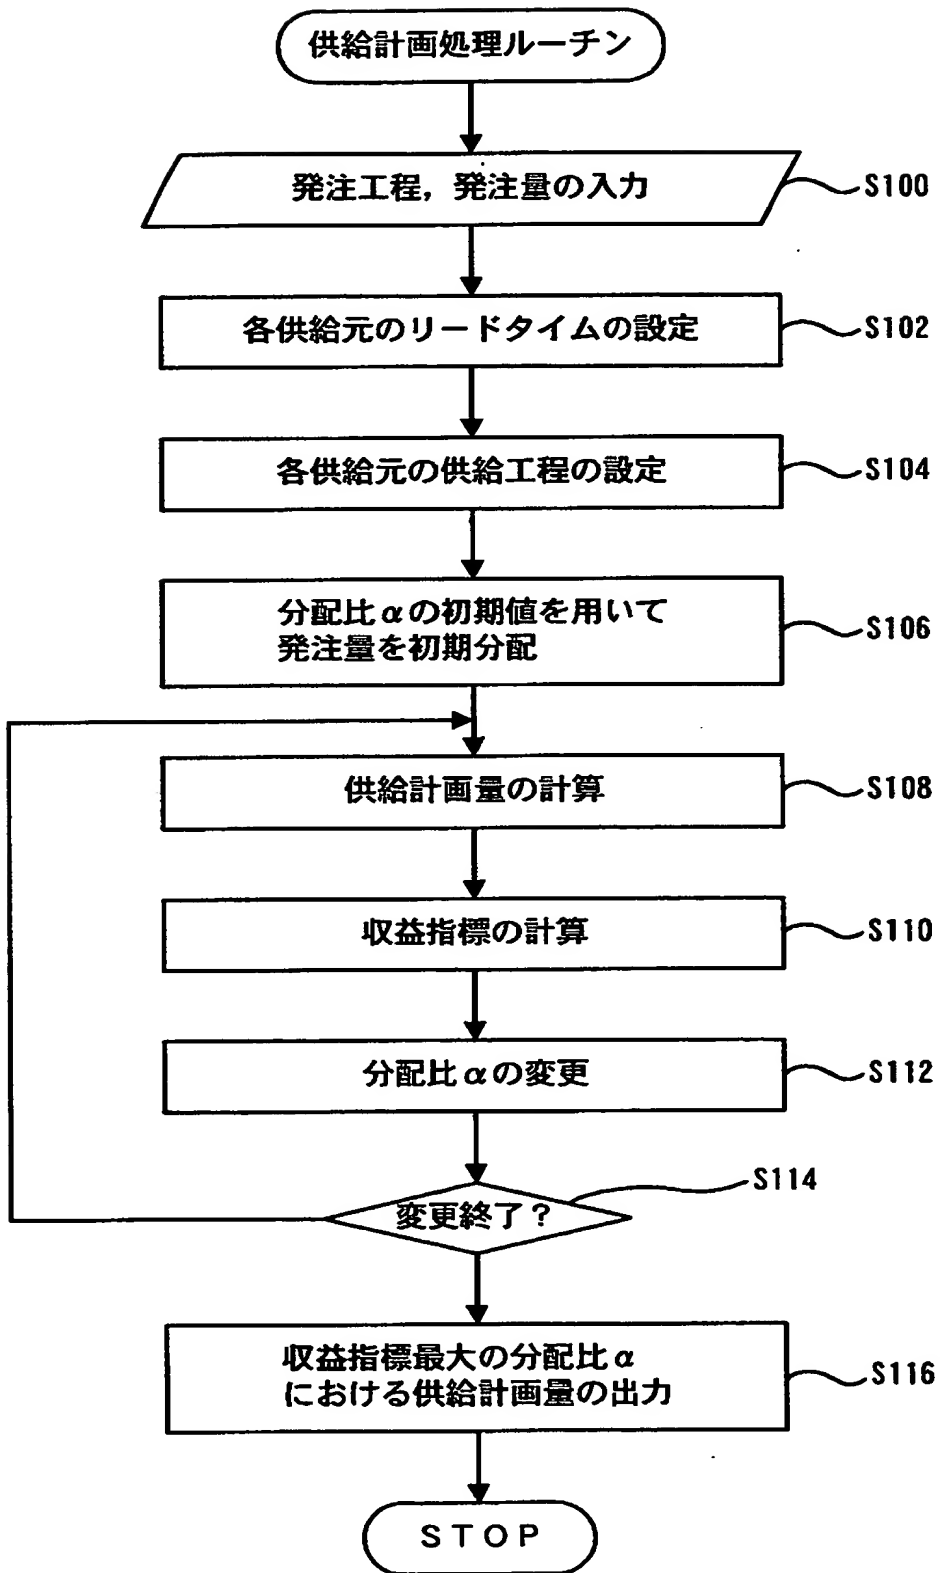 供給計画処理ルーチン
発注工程，発注量の入力
S100
各供給元のリードタイムの設定
S102
各供給元の供給工程の設定
S104
分配比αの初期値を用いて
発注量を初期分配
S106
供給計画量の計算
S108
収益指標の計算
S110
分配比αの変更
S112
S114
変更終了？
収益指標最大の分配比α
における供給計画量の出力
S116
STOP